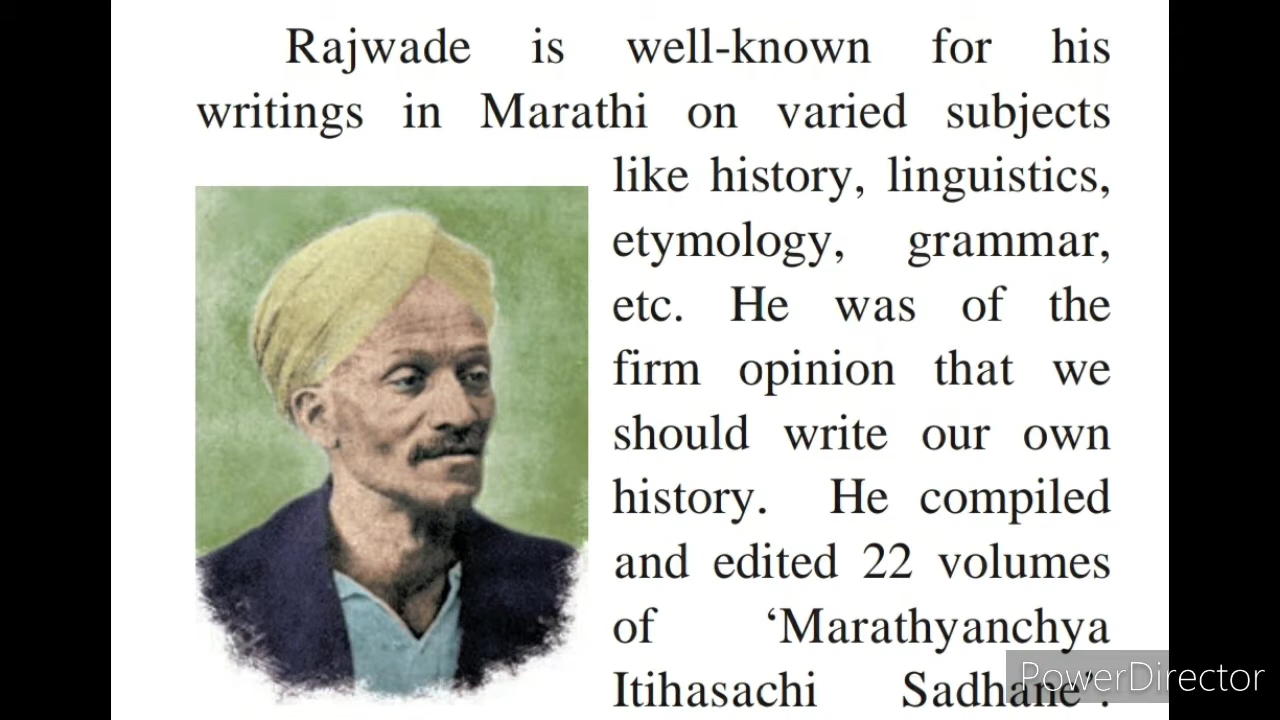 Rajwade is well-known for his
writings in Marathi on varied subjects
like history, linguistics,
etymology, grammar,
etc. He was of the
firm opinion that we
should write our own
history. He compiled
and edited 22 volumes
of ‘Marathyanchya
Itihasachi Sadhane’.
PowerDirector